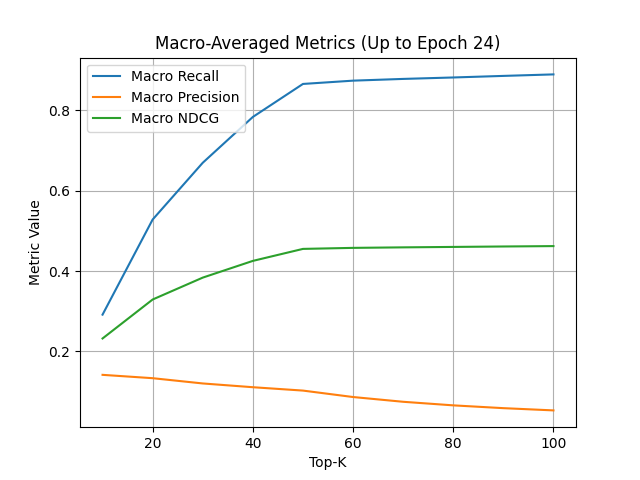 Macro-Averaged Metrics (Up to Epoch 24)
Macro Recall
Macro Precision
Macro NDCG
Metric Value
0.8
0.6
0.4
0.2
20 40 60 80 100
Top-K